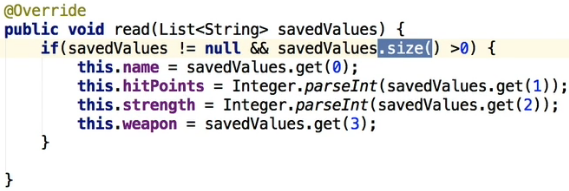 @Override
public void read(List<String> savedValues) {
    if(savedValues != null && savedValues.size() >0) {
        this.name = savedValues.get(0);
        this.hitPoints = Integer.parseInt(savedValues.get(1));
        this.strength = Integer.parseInt(savedValues.get(2));
        this.weapon = savedValues.get(3);
    }
}